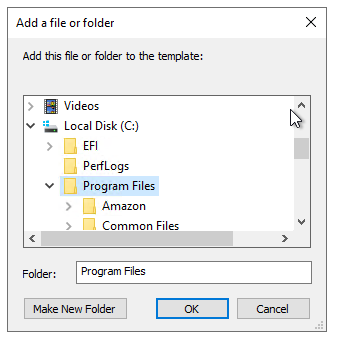 Add a file or folder
Add this file or folder to the template:
Videos
Local Disk (C:)
EFI
PerfLogs
Program Files
Amazon
Common Files
Folder: Program Files
Make New Folder OK Cancel